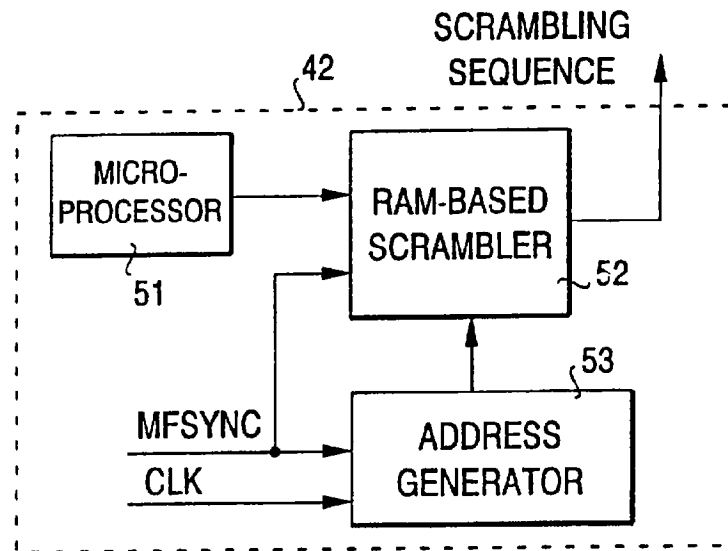 SCRAMBLING
SEQUENCE
42
MICRO-
PROCESSOR
51
RAM-BASED
SCRAMBLER
52
53
MFSYNC
CLK
ADDRESS
GENERATOR